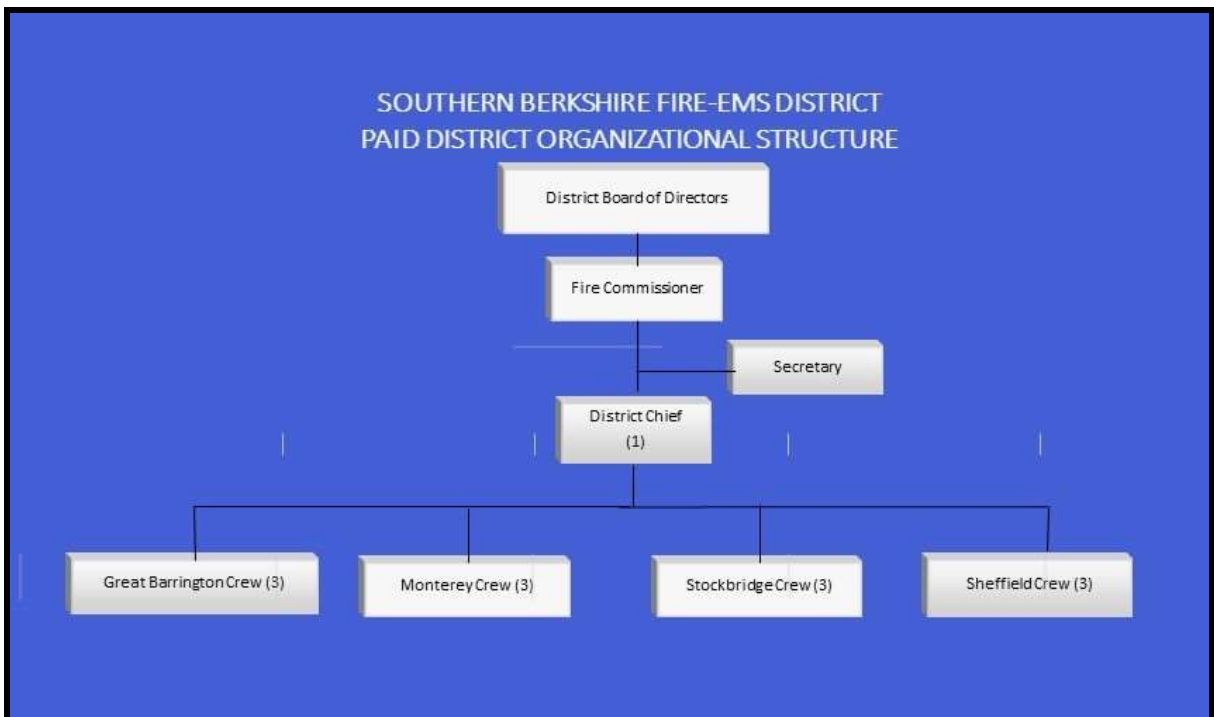 SOUTHERN BERKSHIRE FIRE-EMS DISTRICT
PAID DISTRICT ORGANIZATIONAL STRUCTURE
District Board of Directors
Fire Commissioner
Secretary
District Chief
(1)
Great Barrington Crew (3)
Monterey Crew (3)
Stockbridge Crew (3)
Sheffield Crew (3)